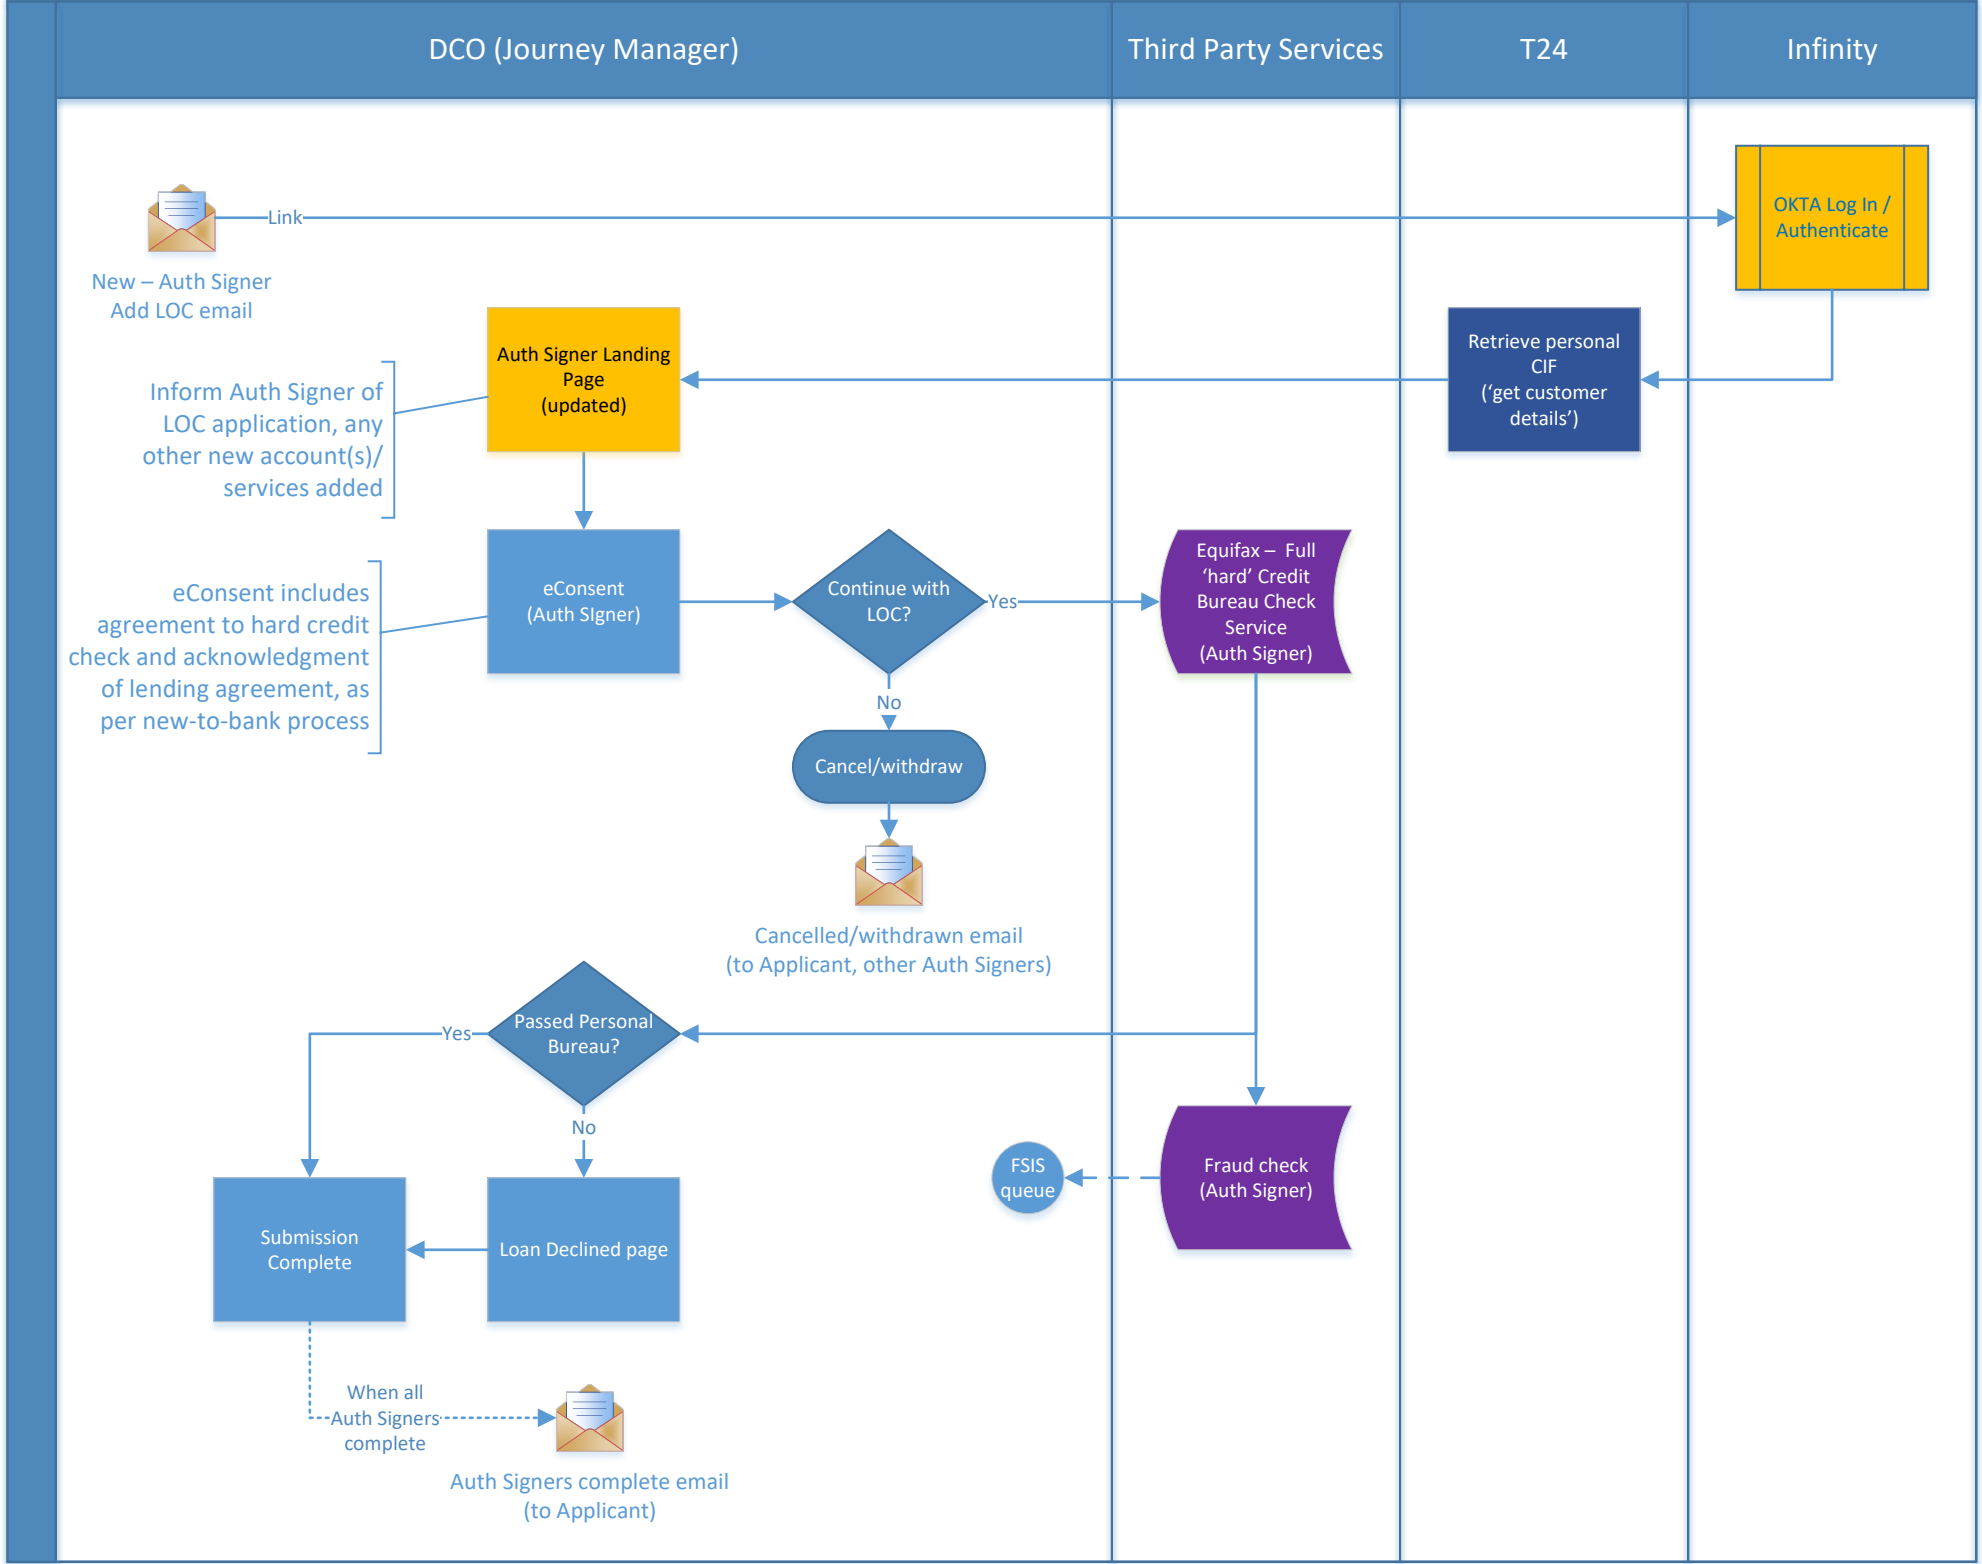 DCO (Journey Manager)
Third Party Services
T24
Infinity
Link
OKTA Log In /
Authenticate
New – Auth Signer
Add LOC email
Auth Signer Landing
Page
(updated)
Retrieve personal
CIF
(‘get customer
details’)
Inform Auth Signer of
LOC application, any
other new account(s)/
services added
eConsent
(Auth SIgner)
Continue with
LOC?
Yes
Equifax –  Full
‘hard’ Credit
Bureau Check
Service
(Auth Signer)
eConsent includes
agreement to hard credit
check and acknowledgment
of lending agreement, as
per new-to-bank process
No
Cancel/withdraw
Cancelled/withdrawn email
(to Applicant, other Auth Signers)
Passed Personal
Bureau?
Yes
No
FSIS
queue
Fraud check
(Auth Signer)
Submission
Complete
Loan Declined page
When all
Auth Signers
complete
Auth Signers complete email
(to Applicant)